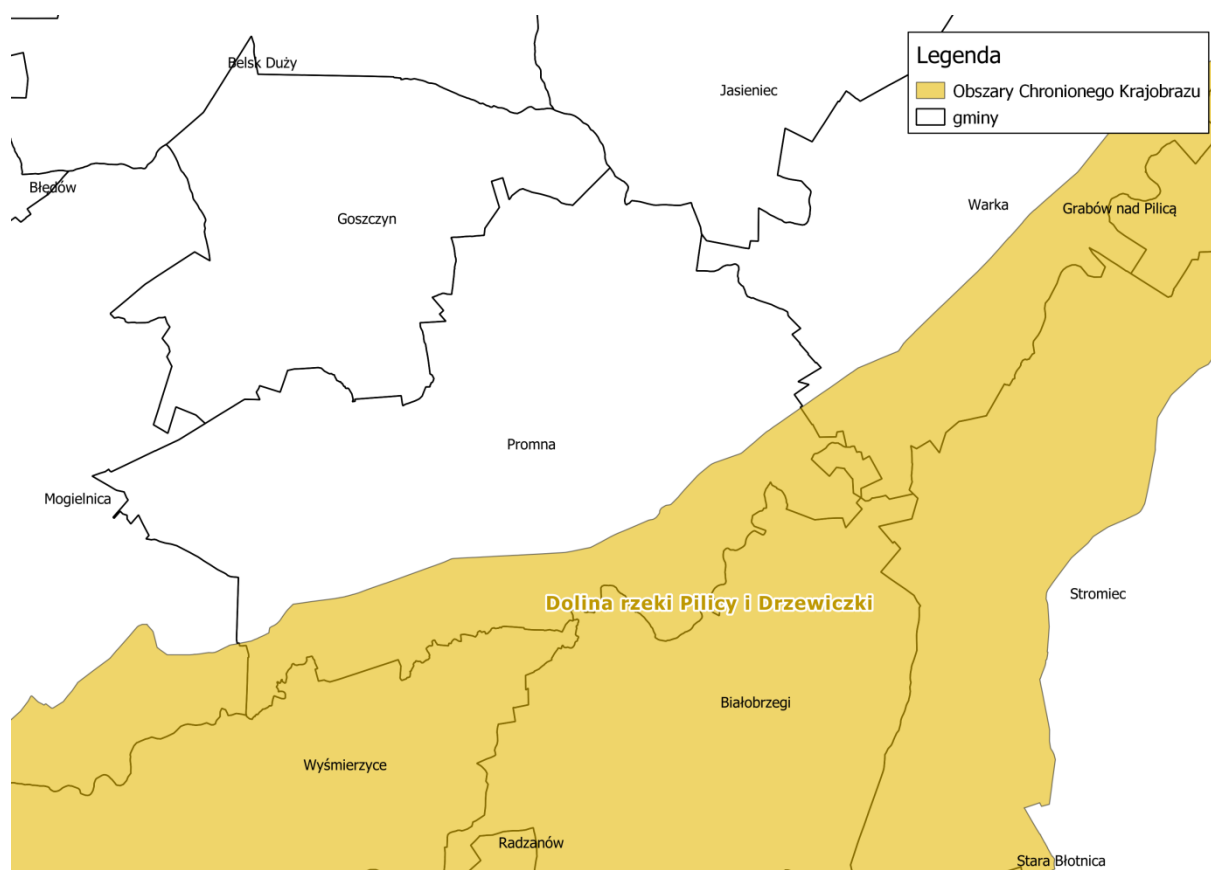 Legenda
Obszary Chronionego Krajobrazu
gminy
Belsk Duży
Jasieniec
Błędów
Goszczyn
Warka
Grabów nad Pilicą
Promna
Mogielnica
Stromiec
Dolina rzeki Pilicy i Drzewiczki
Białobrzegi
Wyśmierzyce
Radzanów
Stara Błotnica